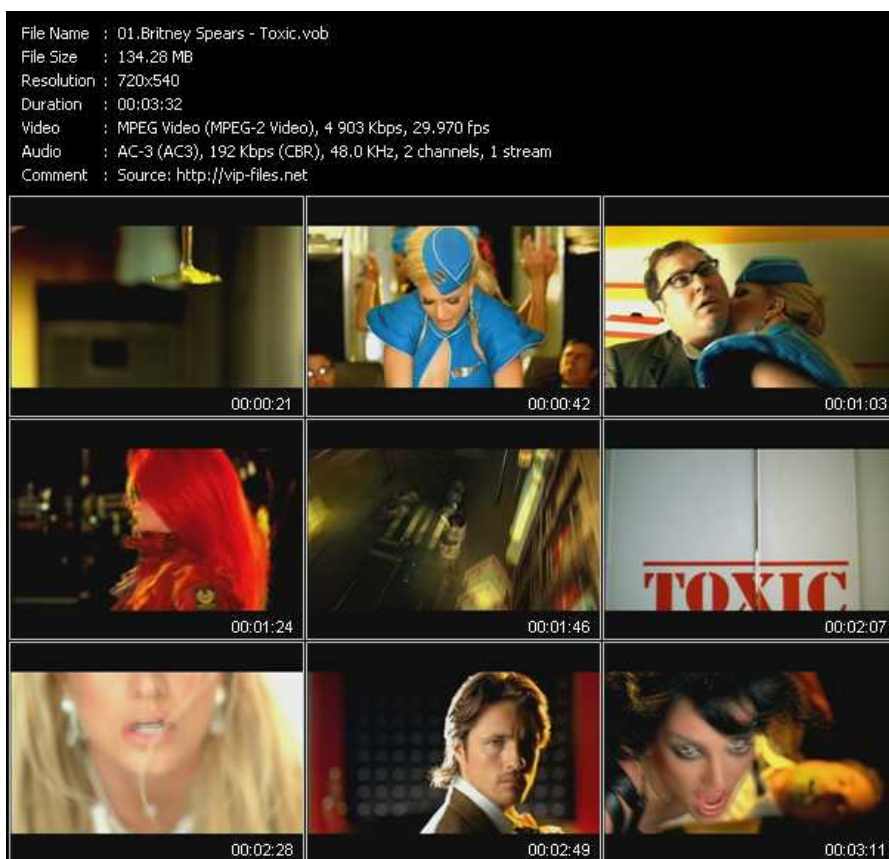 File Name : 01.Britney Spears - Toxic.vob
File Size : 134.28 MB
Resolution : 720x540
Duration : 00:03:32
Video : MPEG Video (MPEG-2 Video), 4 903 Kbps, 29.970 fps
Audio : AC-3 (AC3), 192 Kbps (CBR), 48.0 KHz, 2 channels, 1 stream
Comment : Source: http://vip-files.net
00:00:21
00:00:42
00:01:03
00:01:24
00:01:46
TOXIC
00:02:07
00:02:28
00:02:49
00:03:11